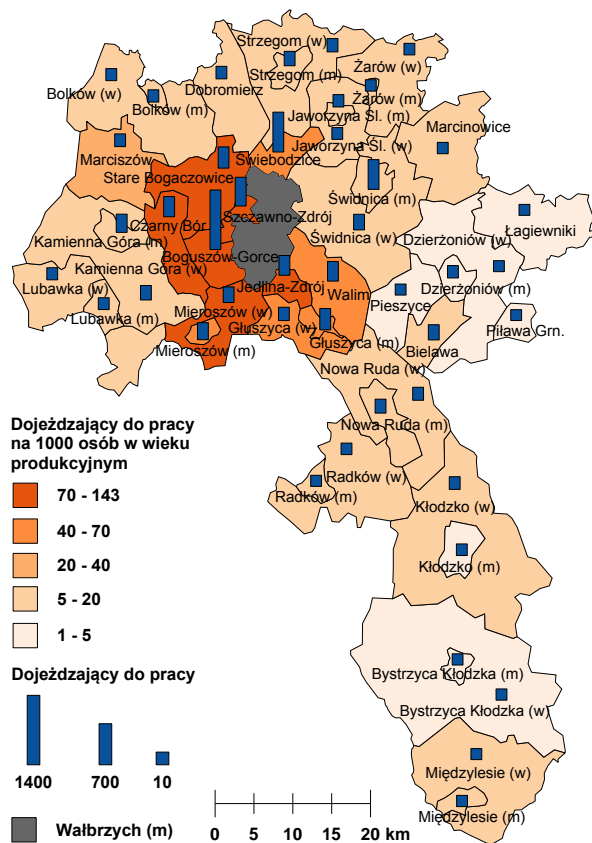 Strzegom (w)
Strzegom (m)
Żarów (w)
Bolków (w)
Bolków (m)
Dobromierz
Żarów (m)
Jaworzyna Śl. (m)
Jaworzyna Śl. (w)
Marcinowice
Marciszów
Świebodzice
Stare Bogaczowice
Świdnica (m)
Szczawno-Zdrój
Czarny Bór
Kamienna Góra (m)
Świdnica (w)
Łagiewniki
Dzierżoniów (w)
Boguszów-Gorce
Kamienna Góra (w)
Lubawka (w)
Jedlina-Zdrój
Walim
Dzierżoniów (m)
Pieszyce
Lubawka (m)
Mieroszów (w)
Głuszyca (w)
Piława Grn.
Głuszyca (m)
Mieroszów (m)
Bielawa
Nowa Ruda (w)
Nowa Ruda (m)
Radków (w)
Radków (m)
Kłodzko (w)
Kłodzko (m)
Bystrzyca Kłodzka (m)
Bystrzyca Kłodzka (w)
Międzylesie (w)
Międzylesie (m)
Dojeżdzający do pracy
na 1000 osób w wieku
produkcyjnym
70 - 143
40 - 70
20 - 40
5 - 20
1 - 5
Dojeżdzający do pracy
1400 700 10
Wałbrzych (m)
0 5 10 15 20 km